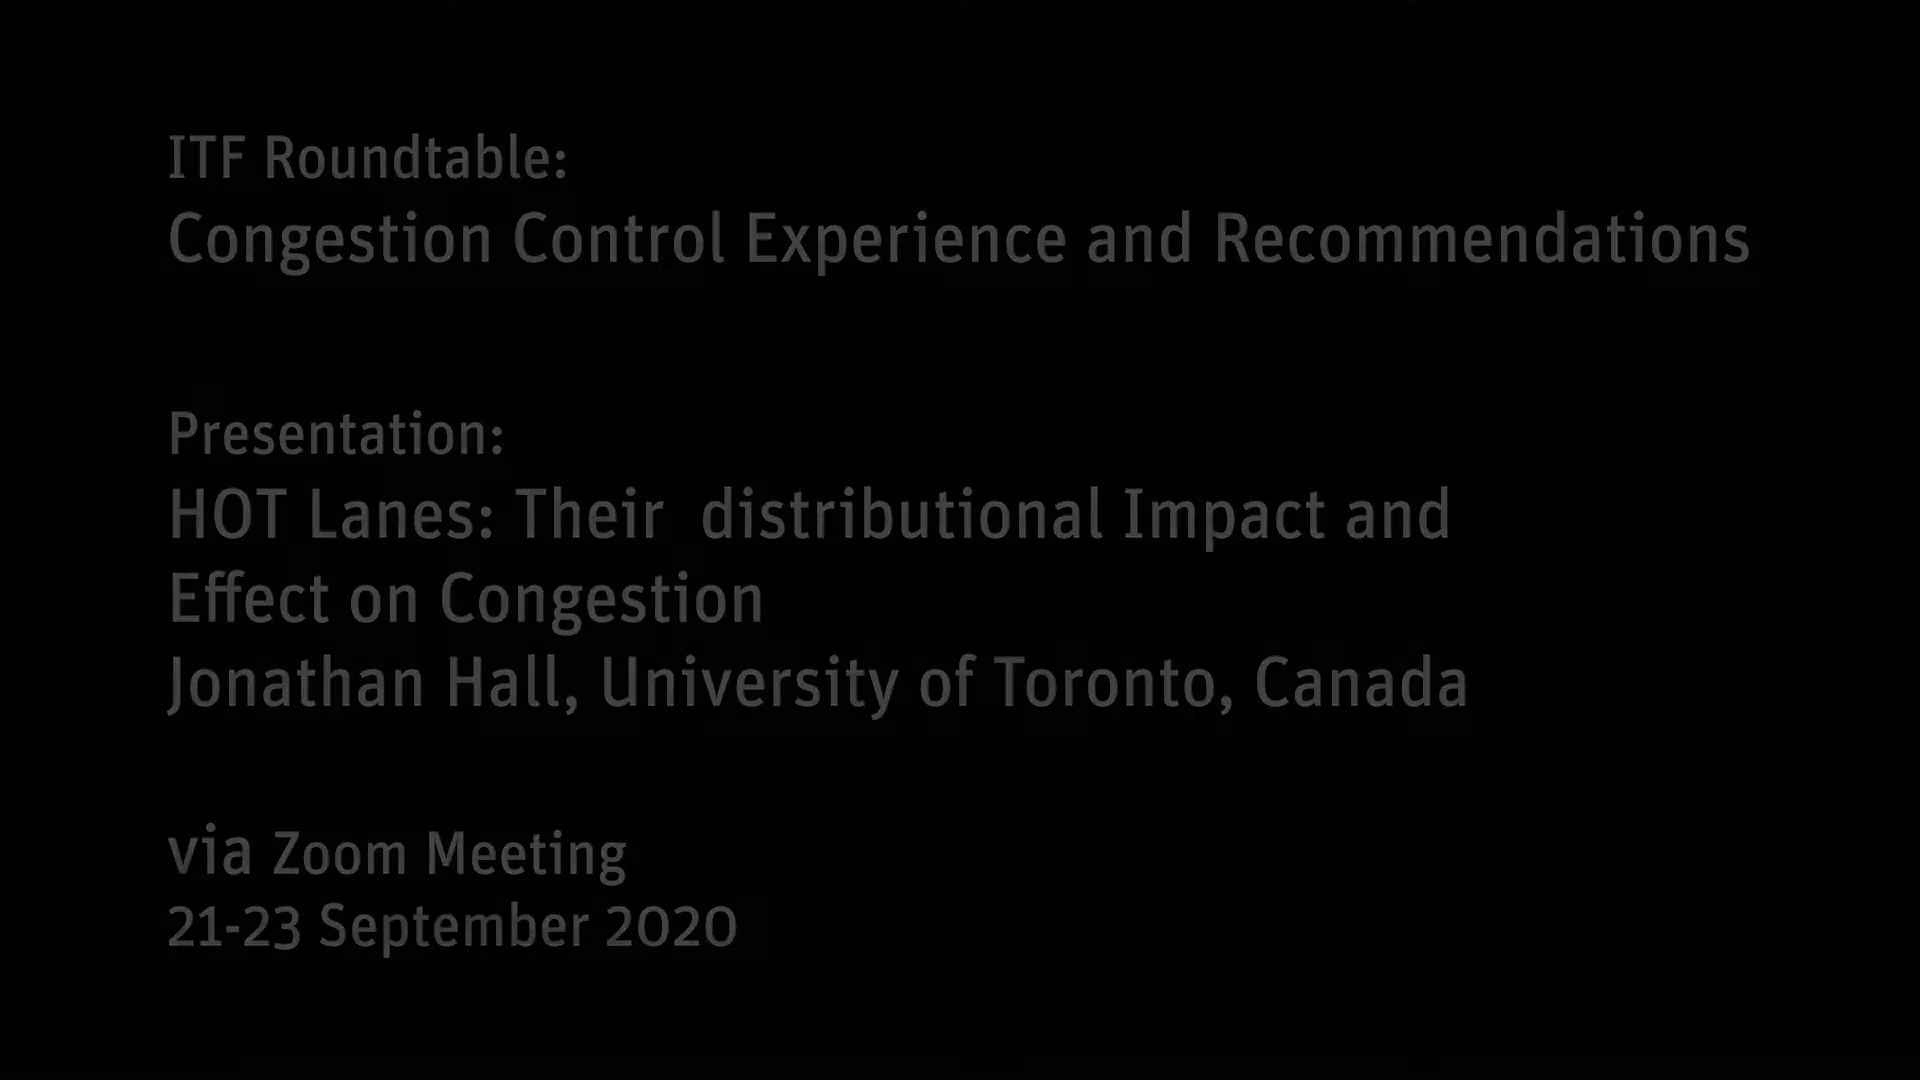 ITF Roundtable:
Congestion Control Experience and Recommendations
Presentation:
HOT Lanes: Their distributional Impact and
Effect on Congestion
Jonathan Hall, University of Toronto, Canada
via Zoom Meeting
21-23 September 2020